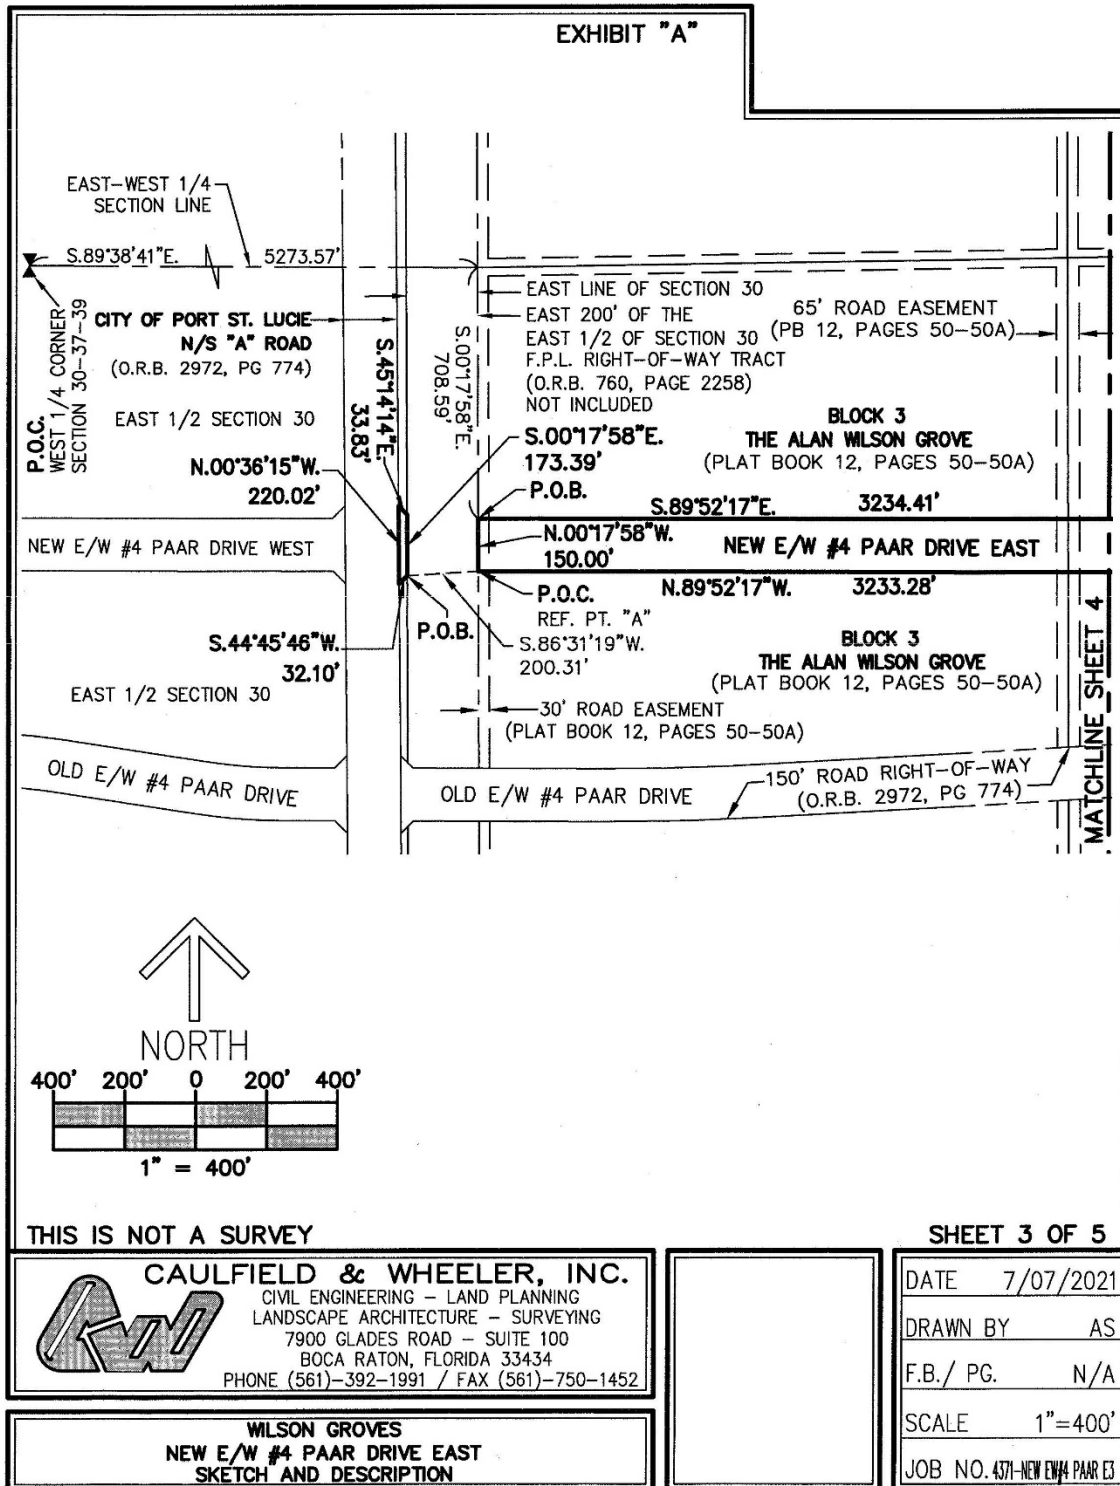 EXHIBIT "A"
EAST-WEST 1/4
SECTION LINE
S.89°38'41"E. 5273.57'
P.O.C.
WEST 1/4 CORNER
SECTION 30-37-39
CITY OF PORT ST. LUCIE
N/S "A" ROAD
(O.R.B. 2972, PG 774)
EAST 1/2 SECTION 30
S.45°14'14"E.
33.83'
S.00°17'58"E.
708.59'
EAST LINE OF SECTION 30
EAST 200' OF THE
EAST 1/2 OF SECTION 30
F.P.L. RIGHT-OF-WAY TRACT
(O.R.B. 760, PAGE 2258)
NOT INCLUDED
65' ROAD EASEMENT
(PB 12, PAGES 50-50A)
BLOCK 3
THE ALAN WILSON GROVE
(PLAT BOOK 12, PAGES 50-50A)
N.00°36'15"W.
220.02'
S.00°17'58"E.
173.39'
P.O.B.
S.89°52'17"E. 3234.41'
NEW E/W #4 PAAR DRIVE WEST
N.00°17'58"W.
150.00'
NEW E/W #4 PAAR DRIVE EAST
N.89°52'17"W. 3233.28'
P.O.C.
REF. PT. "A"
P.O.B.
S.86°31'19"W.
200.31'
S.44°45'46"W.
32.10'
EAST 1/2 SECTION 30
BLOCK 3
THE ALAN WILSON GROVE
(PLAT BOOK 12, PAGES 50-50A)
30' ROAD EASEMENT
(PLAT BOOK 12, PAGES 50-50A)
MATCHLINE SHEET 4
OLD E/W #4 PAAR DRIVE
OLD E/W #4 PAAR DRIVE
150' ROAD RIGHT-OF-WAY
(O.R.B. 2972, PG 774)
NORTH
400' 200' 0 200' 400'
1" = 400'
THIS IS NOT A SURVEY
SHEET 3 OF 5
CAULFIELD & WHEELER, INC.
CIVIL ENGINEERING - LAND PLANNING
LANDSCAPE ARCHITECTURE - SURVEYING
7900 GLADES ROAD - SUITE 100
BOCA RATON, FLORIDA 33434
PHONE (561)-392-1991 / FAX (561)-750-1452
WILSON GROVES
NEW E/W #4 PAAR DRIVE EAST
SKETCH AND DESCRIPTION
DATE 7/07/2021
DRAWN BY AS
F.B./ PG. N/A
SCALE 1"=400'
JOB NO. 4371-NEW EW#4 PAAR E3